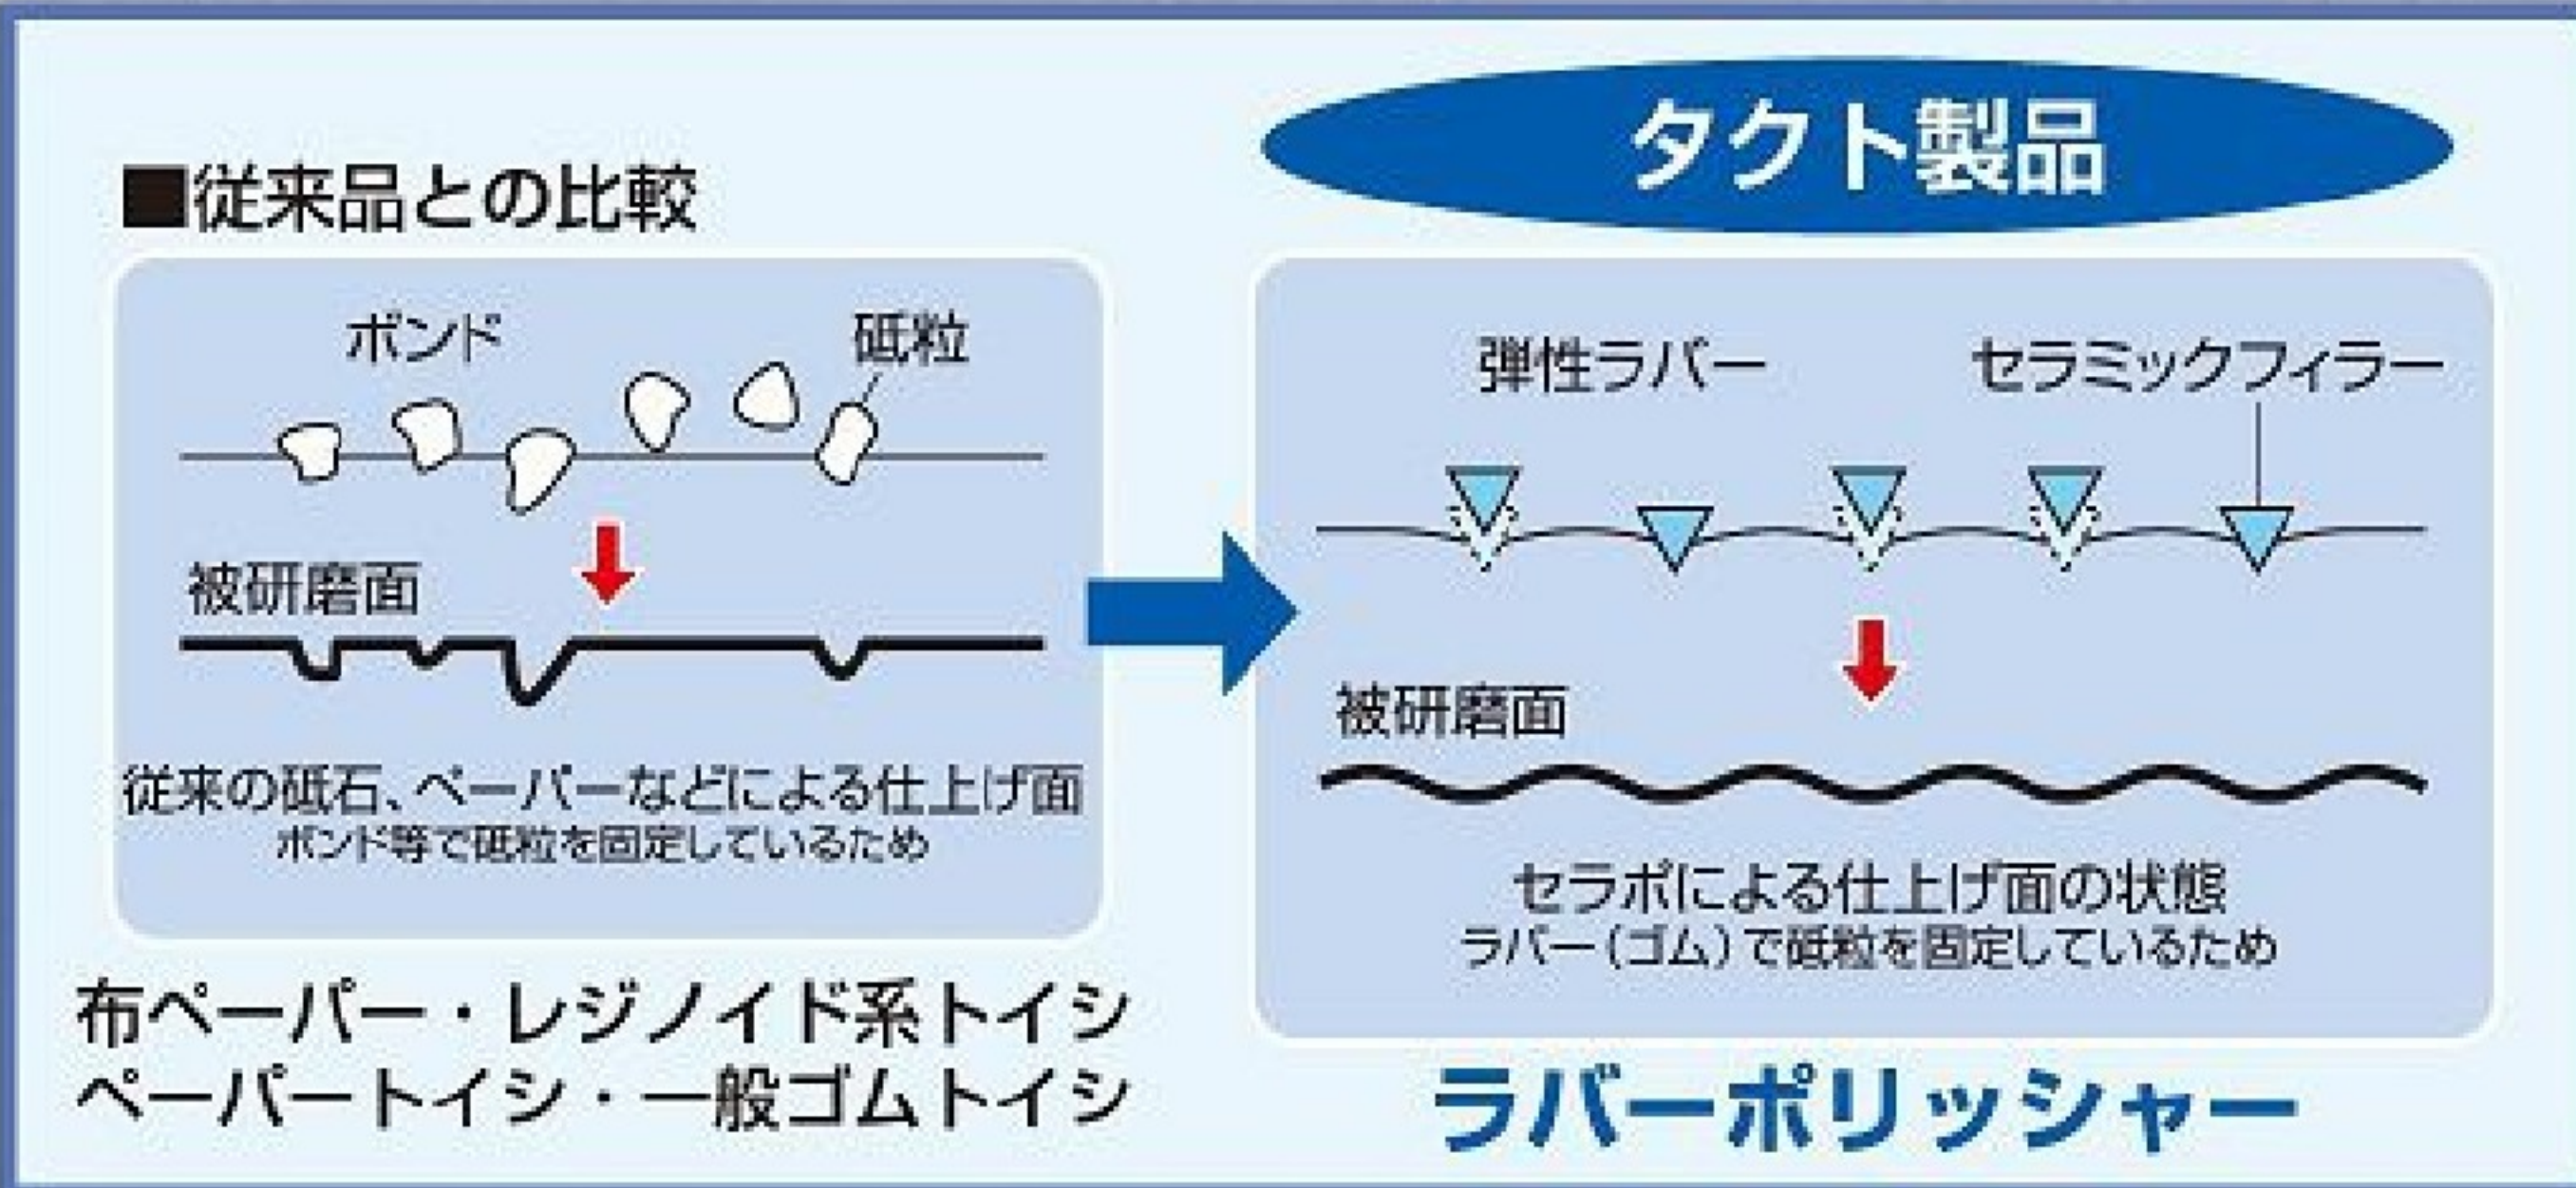 タクト製品
■従来品との比較
ボンド
砥粒
被研磨面
従来の砥石、ペーパーなどによる仕上げ面
ボンド等で砥粒を固定しているため
布ペーパー・レジノイド系トイシ
ペーパートイシ・一般ゴムトイシ
弾性ラバー
セラミックフィラー
被研磨面
セラポによる仕上げ面の状態
ラバー(ゴム)で砥粒を固定しているため
ラバーポリッシャー